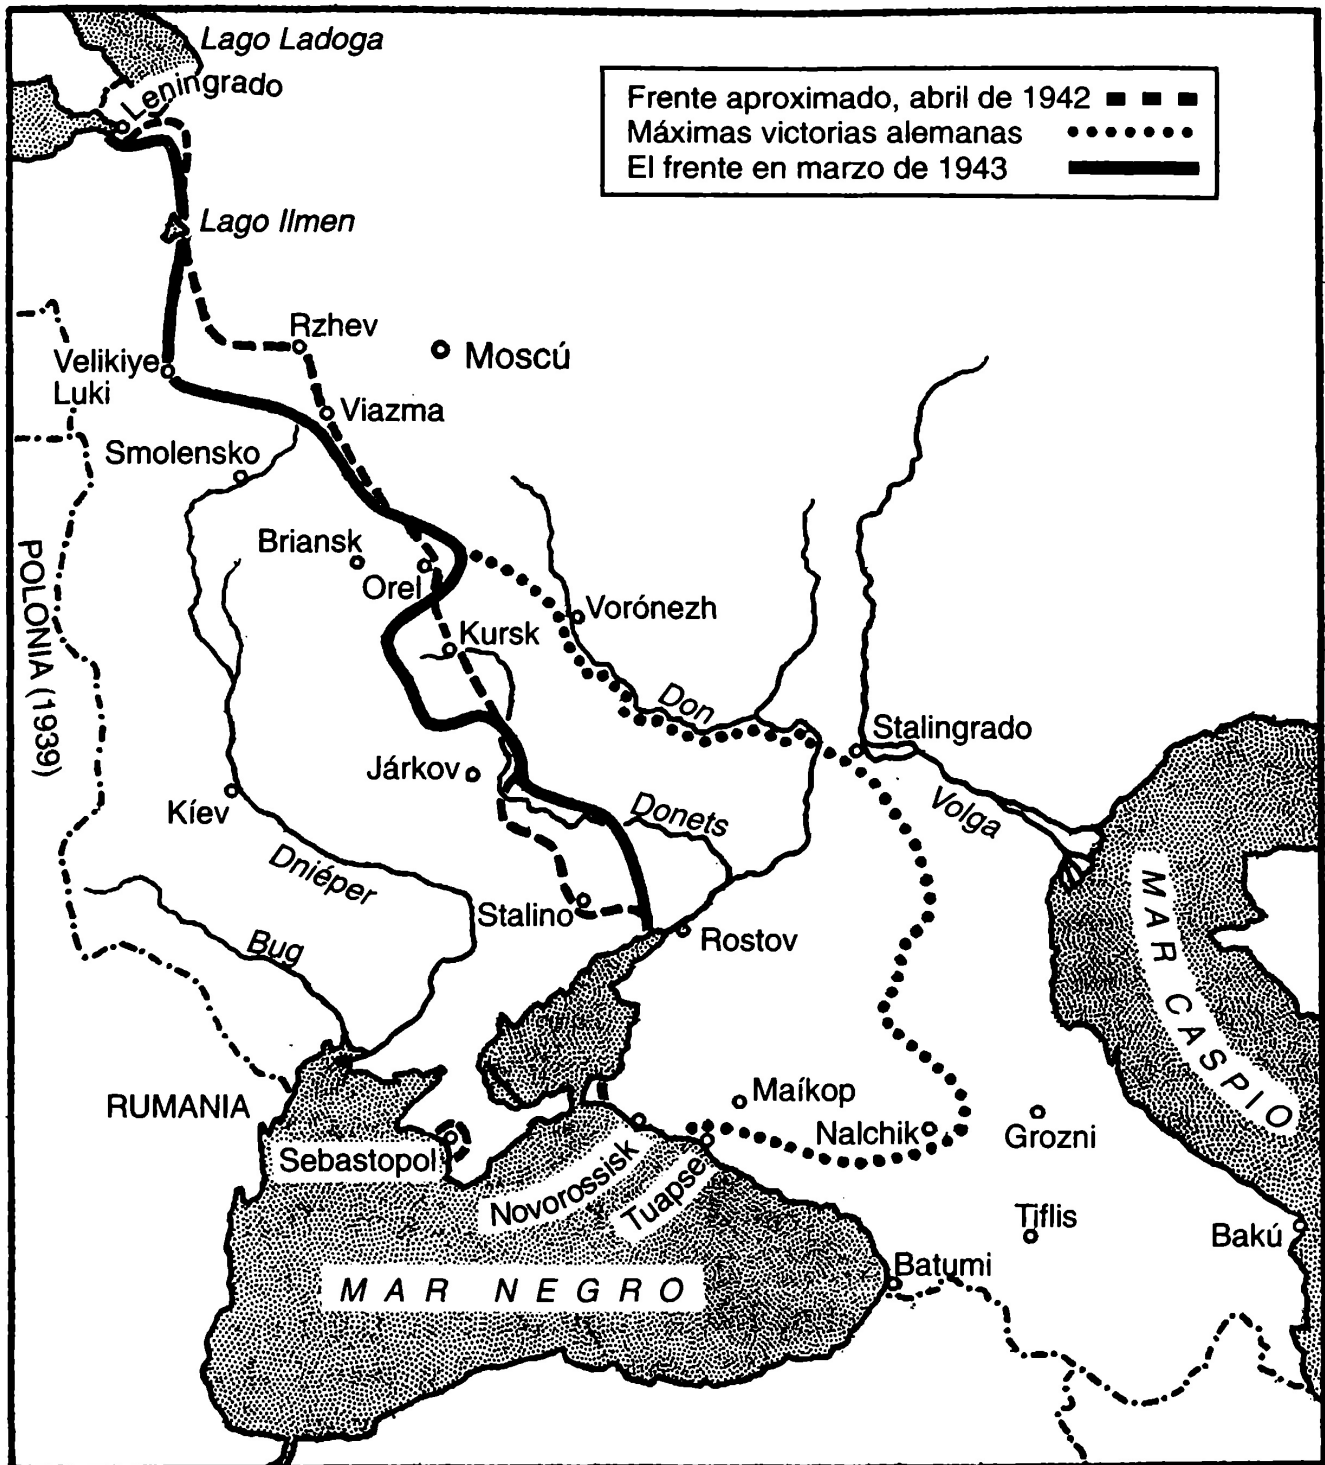 Lago Ladoga
Leningrado
Frente aproximado, abril de 1942
Máximas victorias alemanas
El frente en marzo de 1943
Lago Ilmen
Rzhev
Moscú
Velikiye
Luki
Viazma
Smolensko
Briansk
Orel
POLONIA (1939)
Vorónezh
Kursk
Don
Stalingrado
Járkov
Kíev
Donets
Volga
Dniéper
Stalino
Bug
Rostov
MAR CASPIO
RUMANIA
Maíkop
Nalchik
Grozni
Sebastopol
Novorossisk
Tuapse
Tiflis
Bakú
Batumi
MAR NEGRO